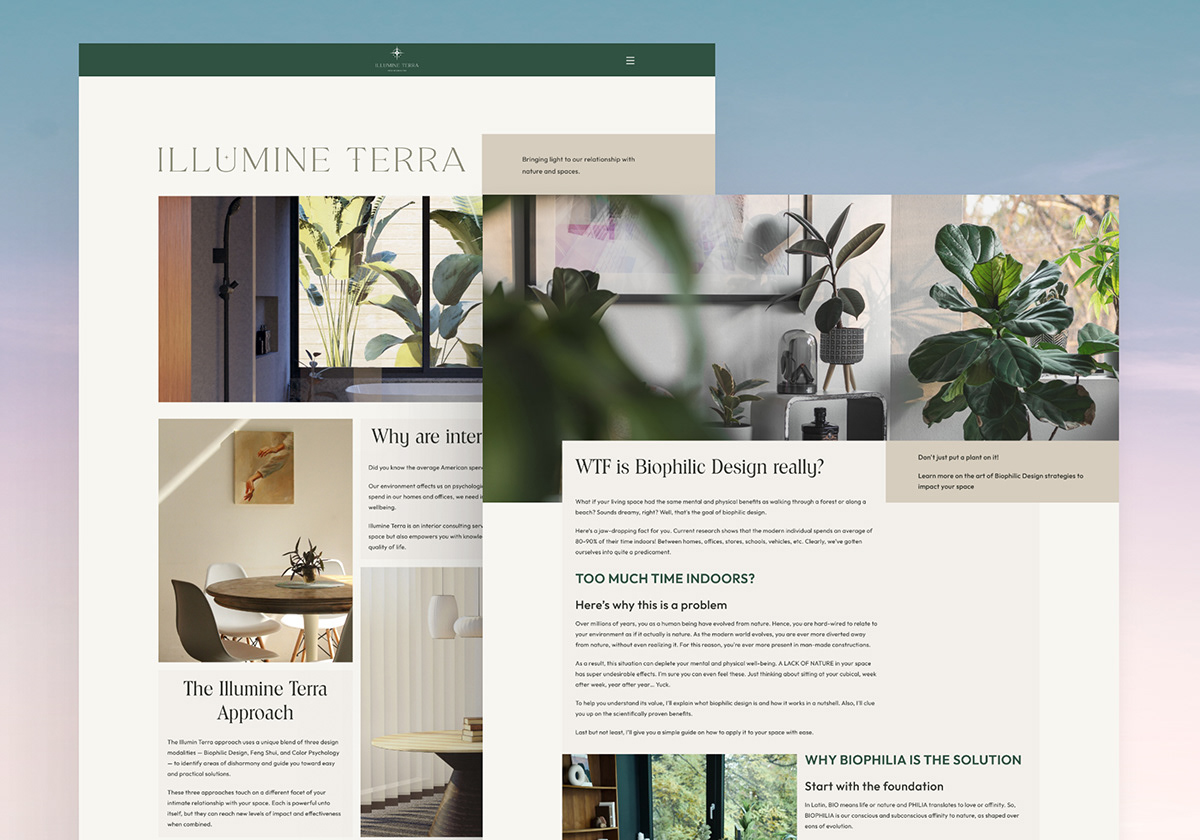 ILLUMINE TERRA
ILLUMINE TERRA
Bringing light to our relationship with
nature and spaces.
Why are inter
Did you know the average American spen
Our environment affects us on psychologic
spend in our homes and offices, we need i
wellbeing.
Illumine Terra is an interior consulting serv
space but also empowers you with knowle
quality of life.
The Illumine Terra
Approach
The Illumin Terra approach uses a unique blend of three design
modalities — Biophilic Design, Feng Shui, and Color Psychology
— to identify areas of disharmony and guide you toward easy
and practical solutions.
These three approaches touch on a different facet of your
intimate relationship with your space. Each is powerful unto
itself, but they can reach new levels of impact and effectiveness
when combined.
WTF is Biophilic Design really?
What if your living space had the same mental and physical benefits as walking through a forest or along a
beach? Sounds dreamy, right? Well, that's the goal of biophilic design.
Here's a jaw-dropping fact for you. Current research shows that the modern individual spends an average of
80-90% of their time indoors! Between homes, offices, stores, schools, vehicles, etc. Clearly, we've gotten
ourselves into quite a predicament.
TOO MUCH TIME INDOORS?
Here's why this is a problem
Over millions of years, you as a human being have evolved from nature. Hence, you are hard-wired to relate to
your environment as if it actually is nature. As the modern world evolves, you are ever more diverted away
from nature, without even realizing it. For this reason, you're ever more present in man-made constructions.
As a result, this situation can deplete your mental and physical well-being. A LACK OF NATURE in your space
has super undesirable effects. I'm sure you can even feel these. Just thinking about sitting at your cubical, week
after week, year after year... Yuck.
To help you understand its value, I'll explain what biophilic design is and how it works in a nutshell. Also, I'll clue
you up on the scientifically proven benefits.
Last but not least, I'll give you a simple guide on how to apply it to your space with ease.
Don't just put a plant on it!
Learn more on the art of Biophilic Design strategies to
impact your space
WHY BIOPHILIA IS THE SOLUTION
Start with the foundation
In Latin, BIO means life or nature and PHILIA translates to love or affinity. So,
BIOPHILIA is our conscious and subconscious affinity to nature, as shaped over
eons of evolution.